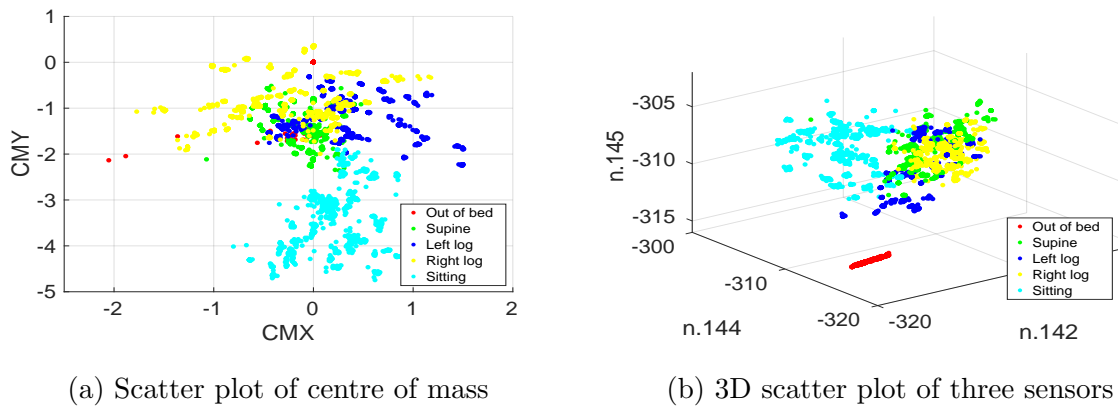 1
0
-1
-2
-3
-4
-5
CMY
-2
-1
0
1
2
CMX
Out of bed
Supine
Left log
Right log
Sitting
(a) Scatter plot of centre of mass
-305
-310
-315
n.145
-300
-310
-320
n.144
-320
n.142
Out of bed
Supine
Left log
Right log
Sitting
(b) 3D scatter plot of three sensors